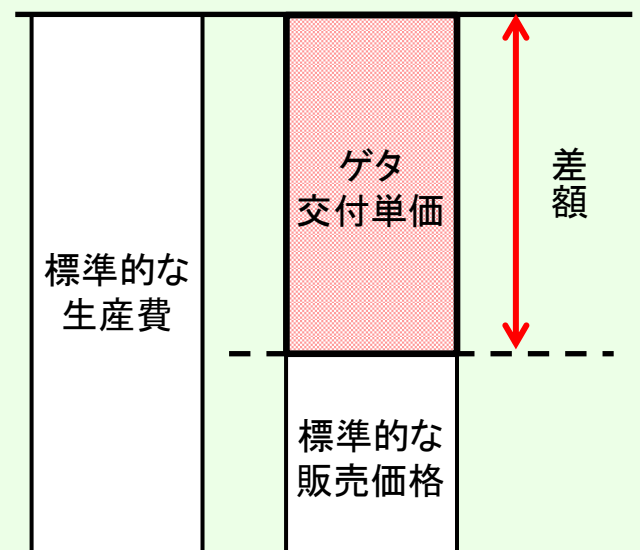 標準的な
生産費
ゲタ
交付単価
標準的な
販売価格
差額